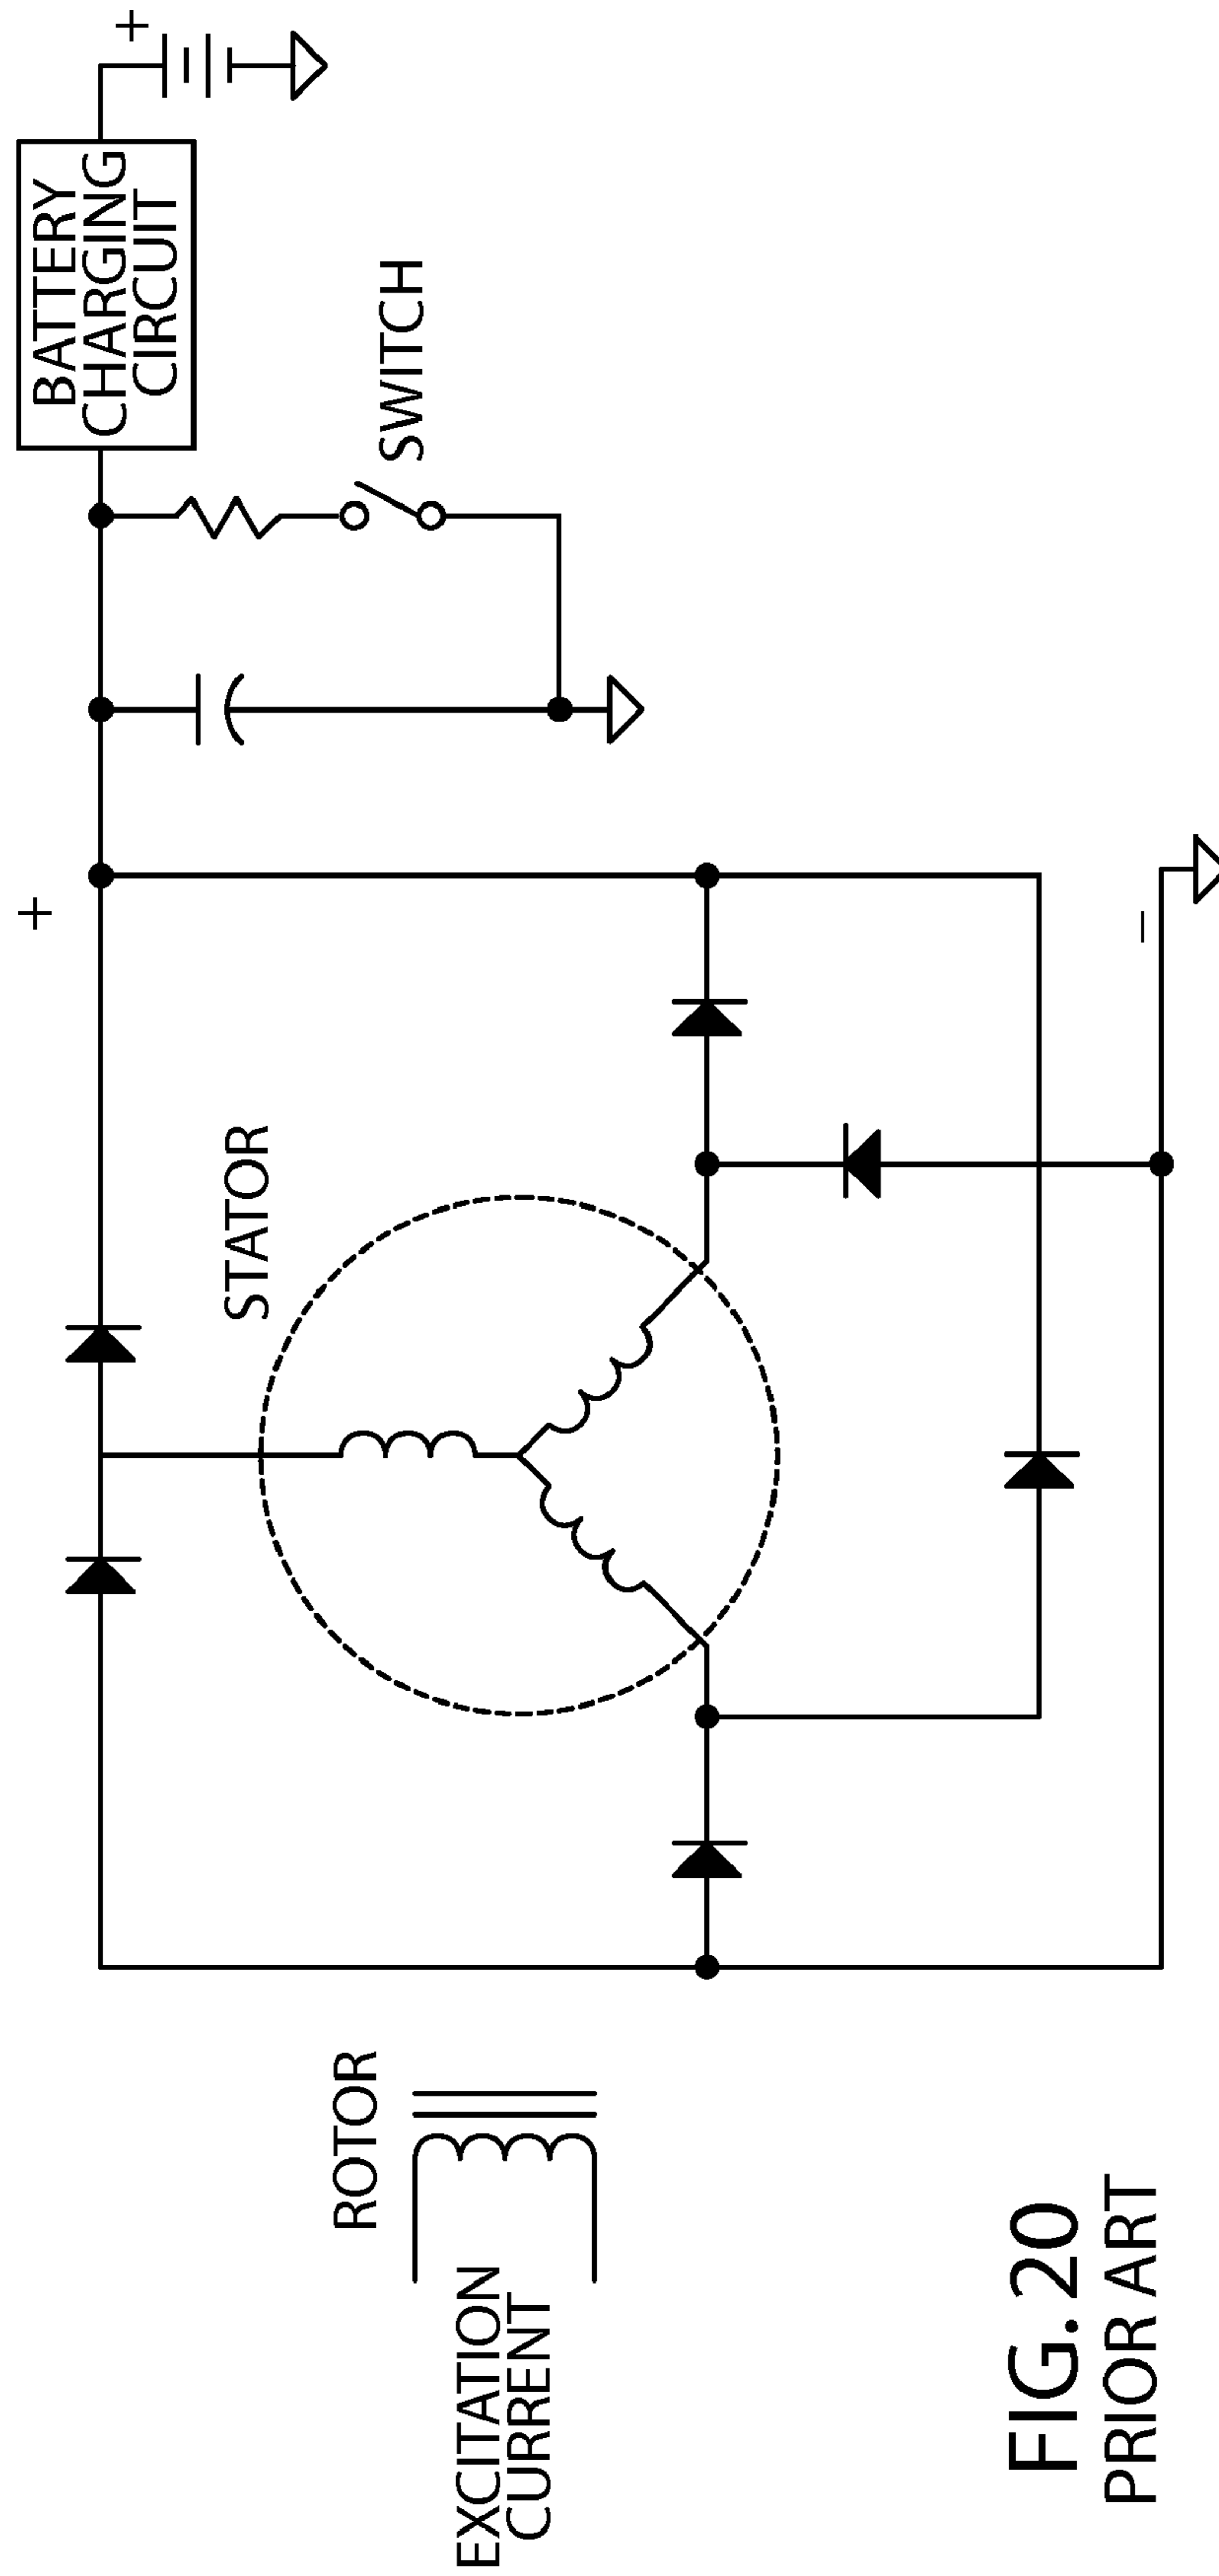 +
BATTERY
CHARGING
CIRCUIT
SWITCH
+
STATOR
−
ROTOR
EXCITATION
CURRENT
FIG. 20
PRIOR ART